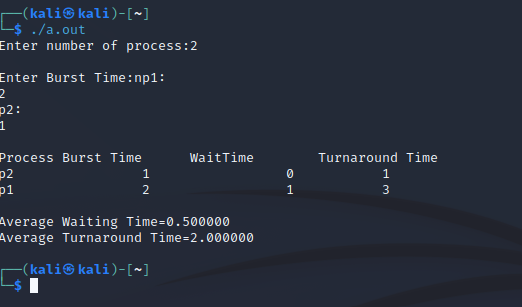 ┌──(kali㉿kali)-[~]
└─$ ./a.out
Enter number of process:2
Enter Burst Time:np1:
2
p2:
1
Process Burst Time      WaitTime        Turnaround Time
p2                1                 0           1
p1                2                 1           3
Average Waiting Time=0.500000
Average Turnaround Time=2.000000
┌──(kali㉿kali)-[~]
└─$